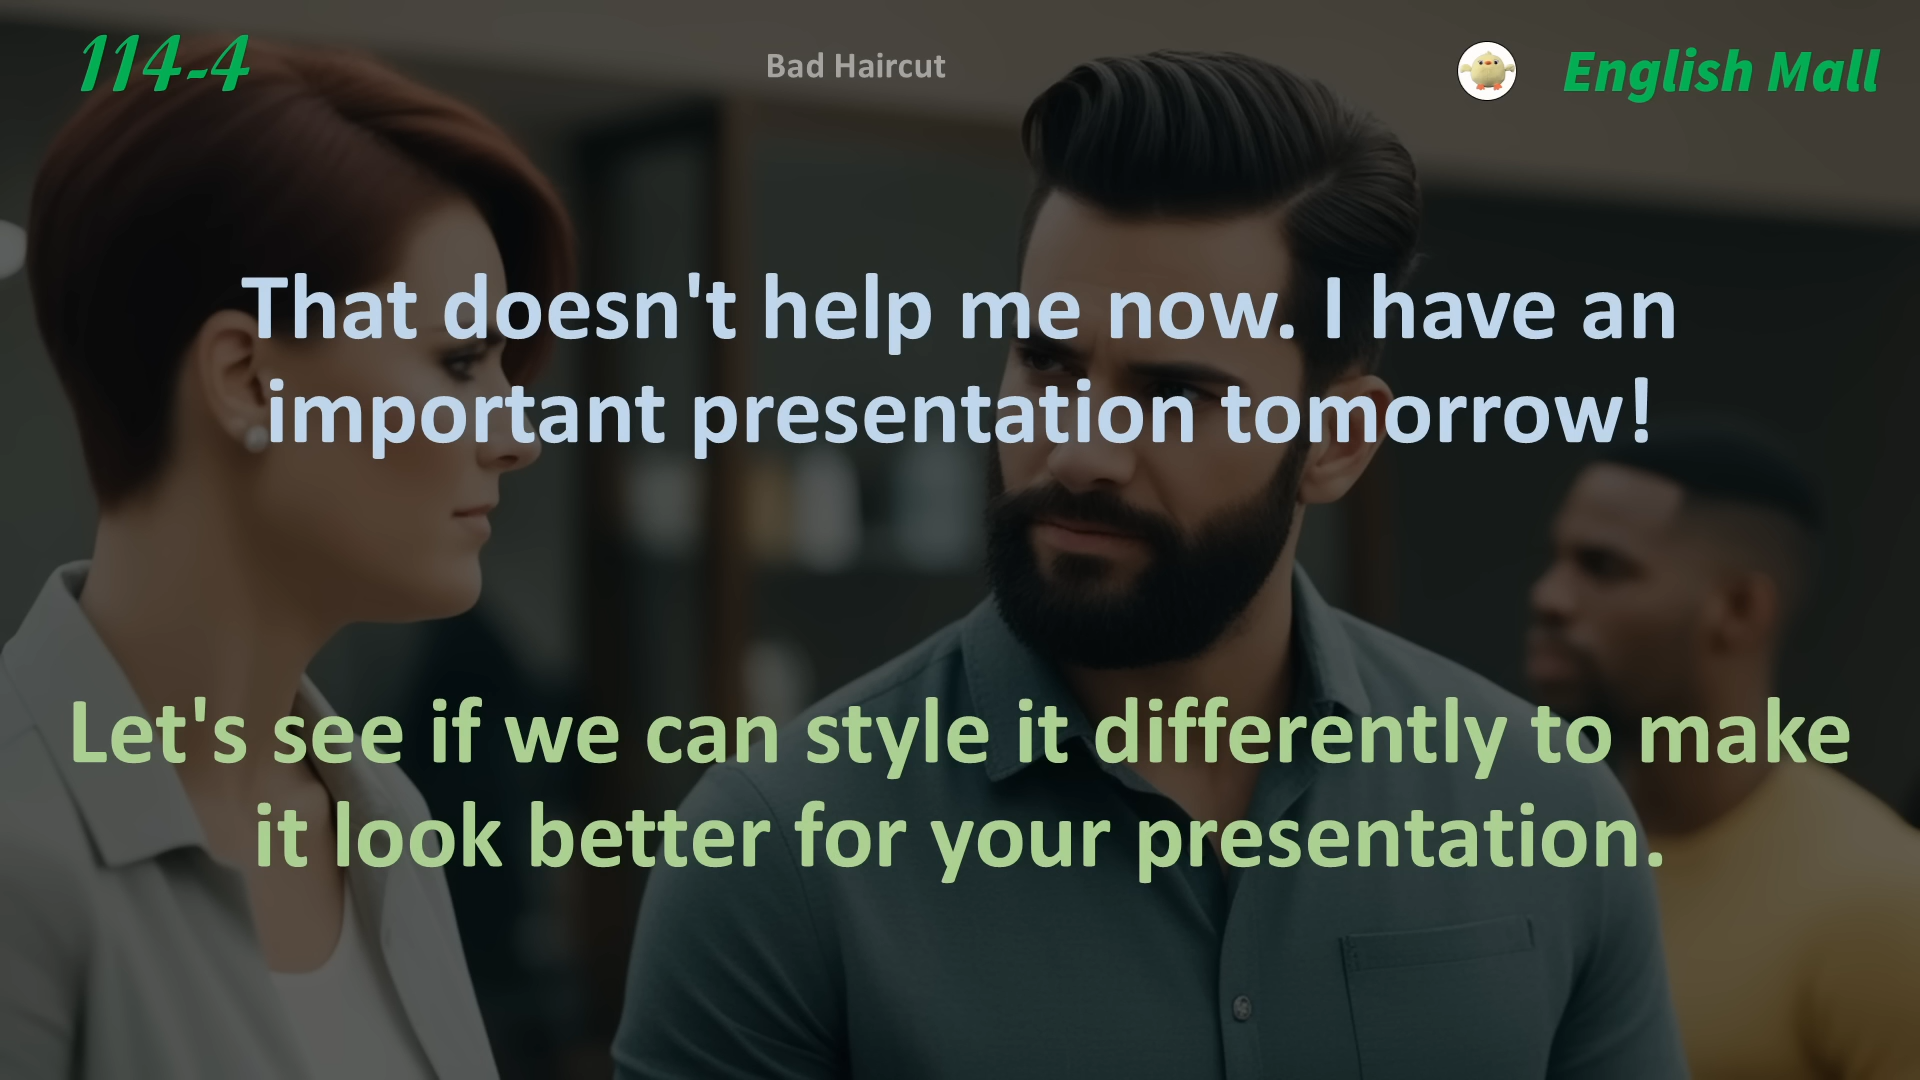 114-4
Bad Haircut
English Mall
That doesn't help me now. I have an
important presentation tomorrow!
Let's see if we can style it differently to make
it look better for your presentation.